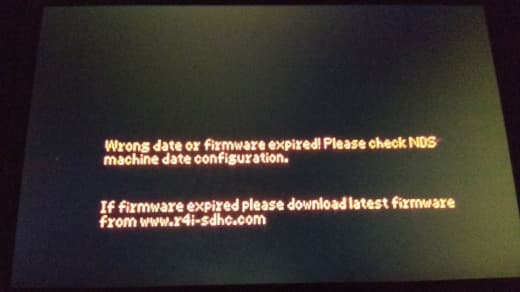 Wrong date or firmware expired! Please check NDS
machine date configuration.
If firmware expired please download latest firmware
from www.r4i-sdhc.com